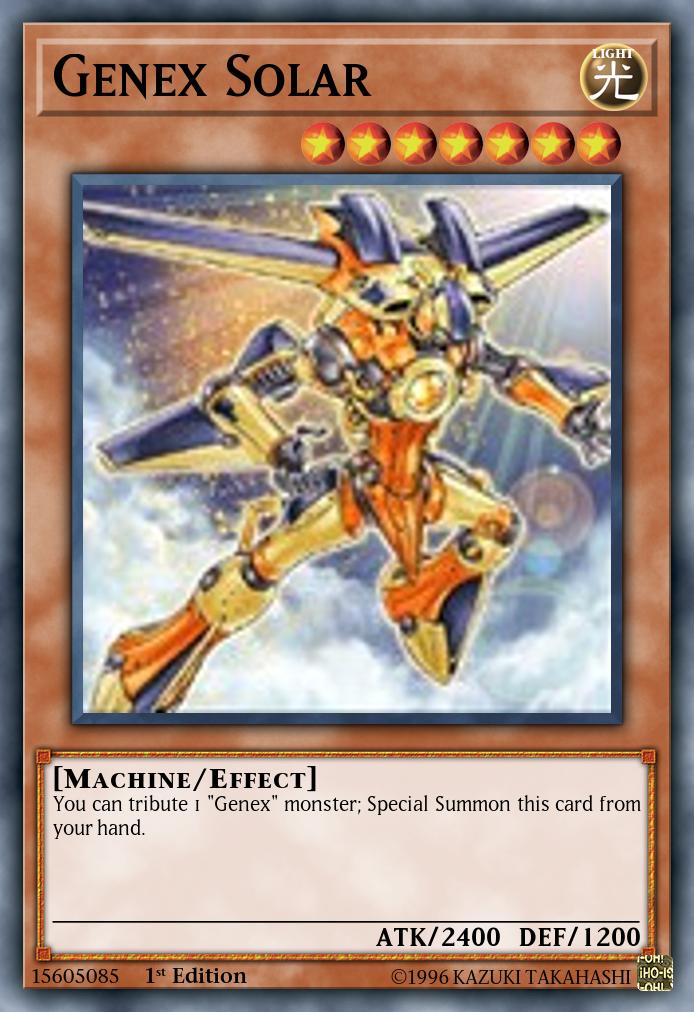 GENEX SOLAR
LIGHT
光
[MACHINE/EFFECT]
You can tribute 1 "Genex" monster; Special Summon this card from
your hand.
ATK/2400 DEF/1200
15605085 1st Edition ©1996 KAZUKI TAKAHASHI